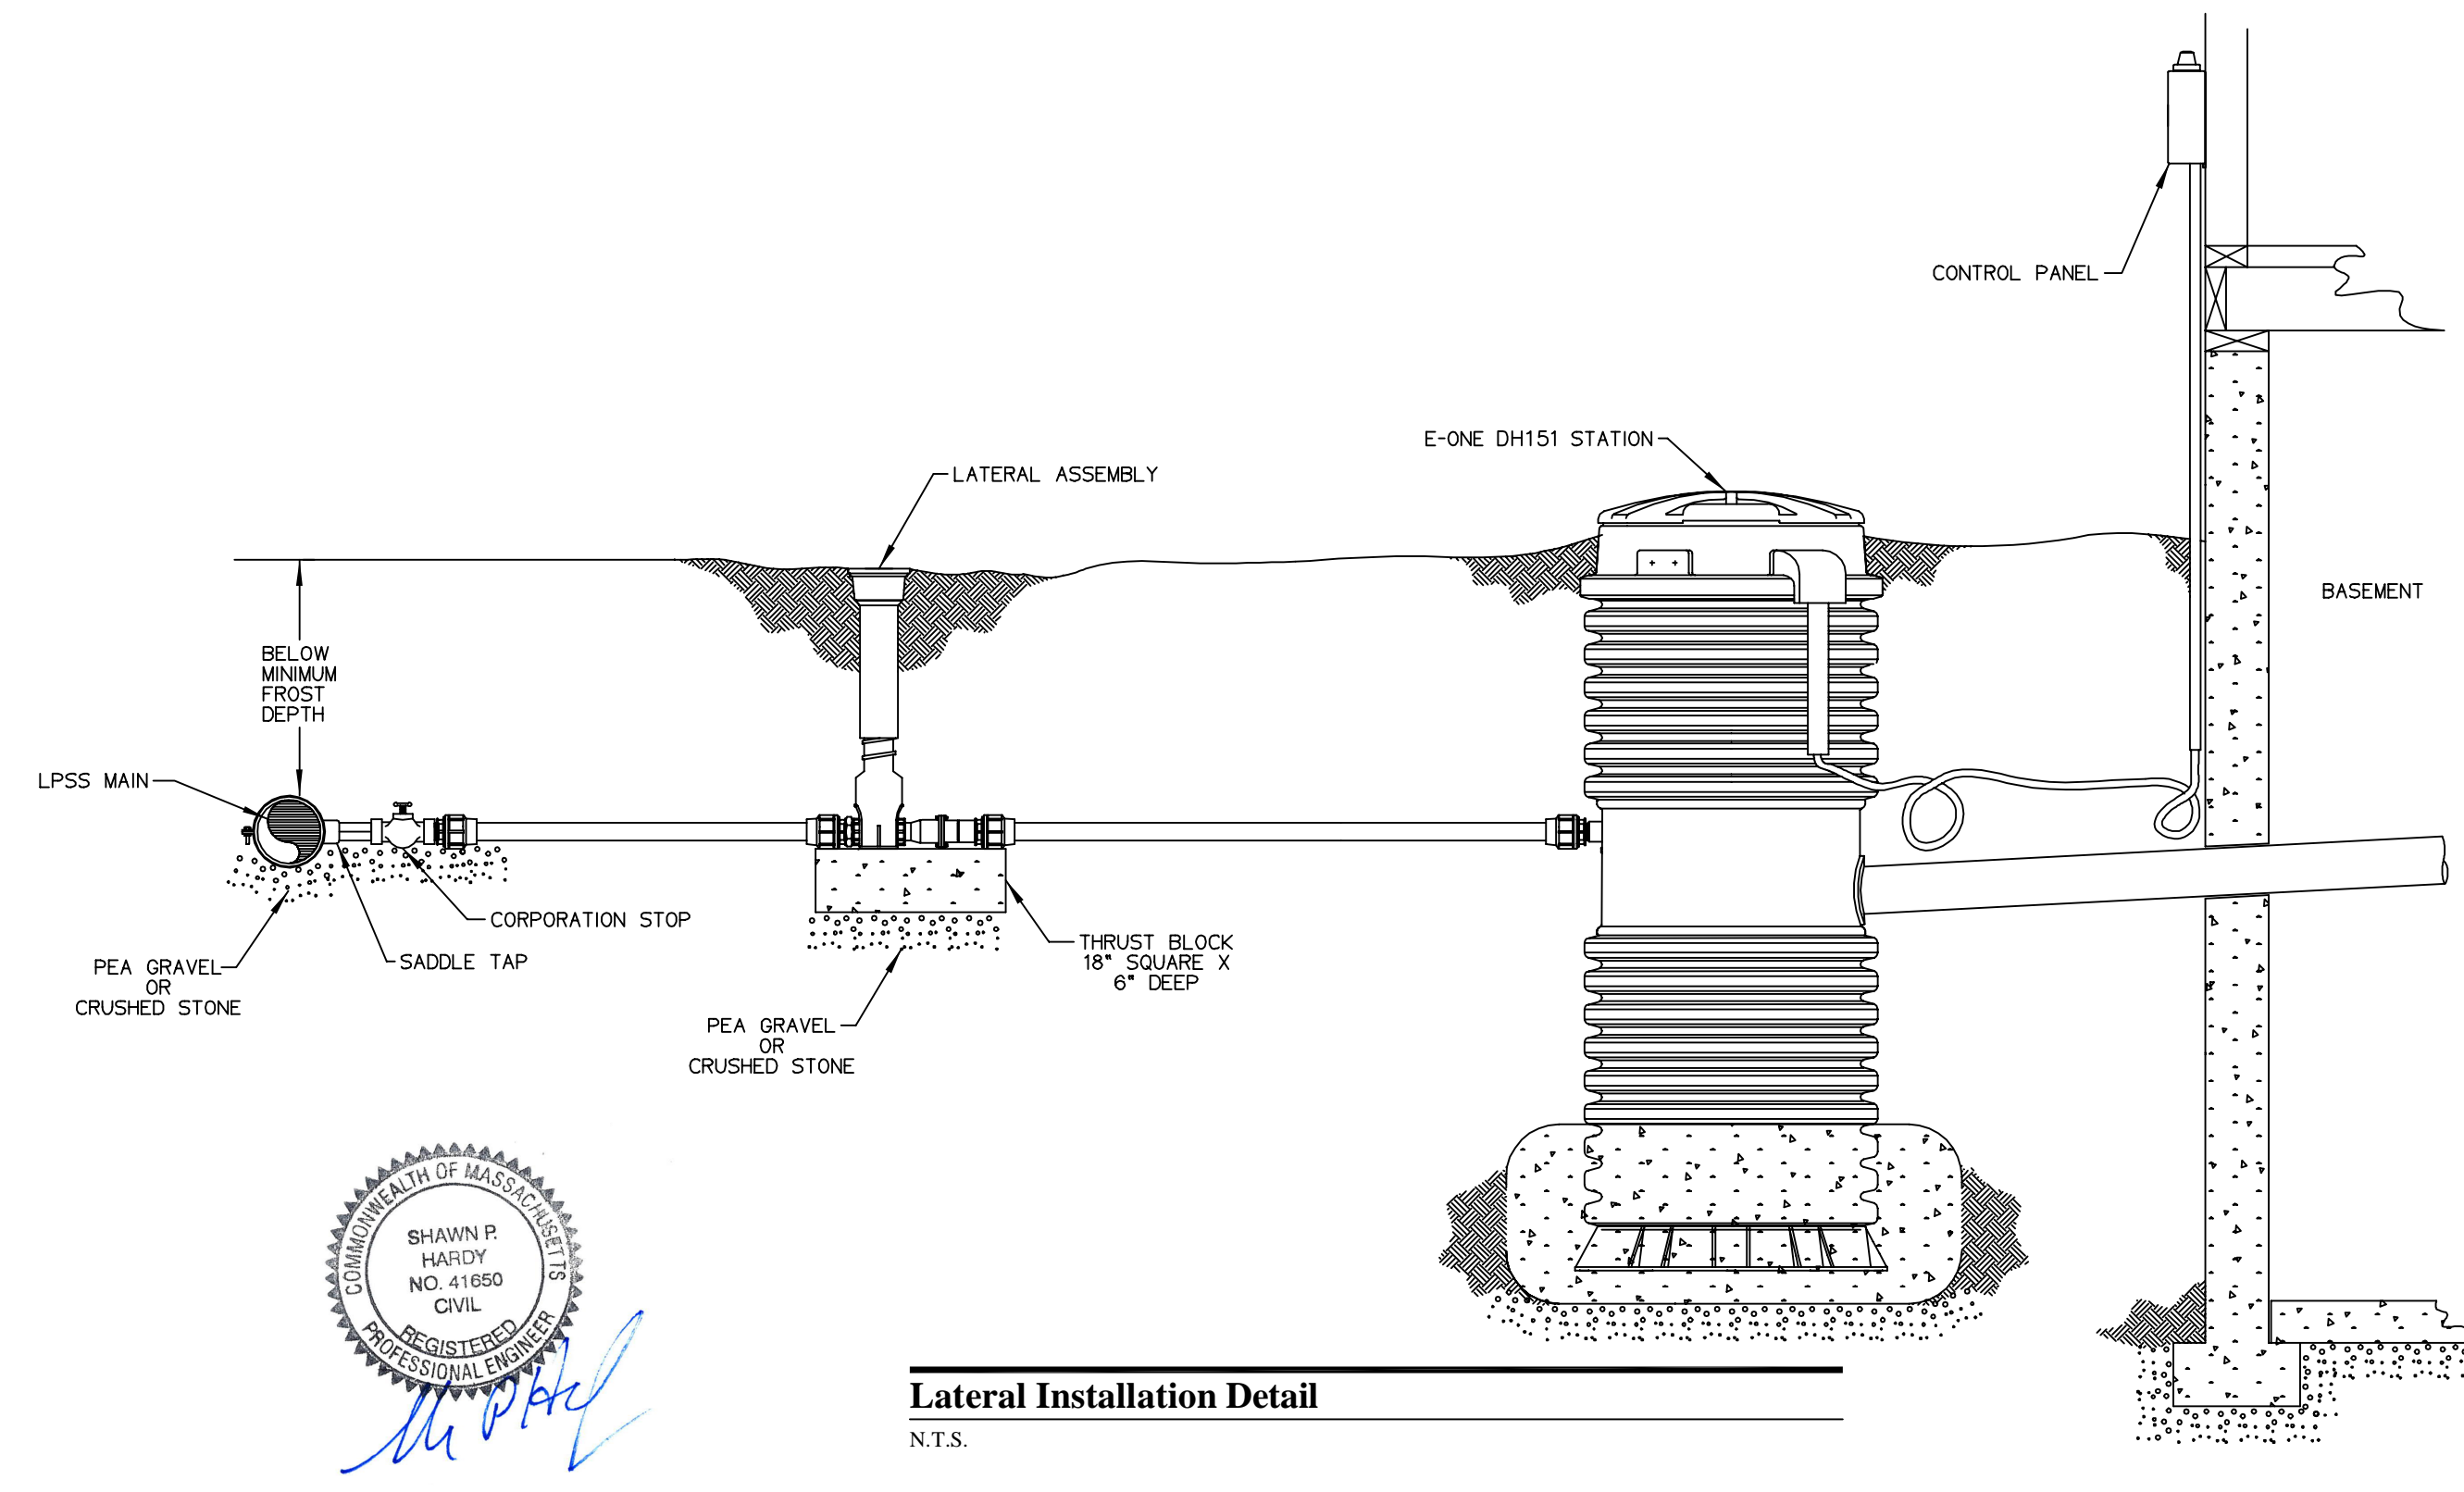 CONTROL PANEL
E-ONE DH151 STATION
LATERAL ASSEMBLY
BASEMENT
BELOW
MINIMUM
FROST
DEPTH
LPSS MAIN
CORPORATION STOP
SADDLE TAP
PEA GRAVEL
OR
CRUSHED STONE
THRUST BLOCK
18" SQUARE X
6" DEEP
PEA GRAVEL
OR
CRUSHED STONE
COMMONWEALTH OF MASSACHUSETTS
SHAWN P.
HARDY
NO. 41650
CIVIL
REGISTERED
PROFESSIONAL ENGINEER
Lateral Installation Detail
N.T.S.